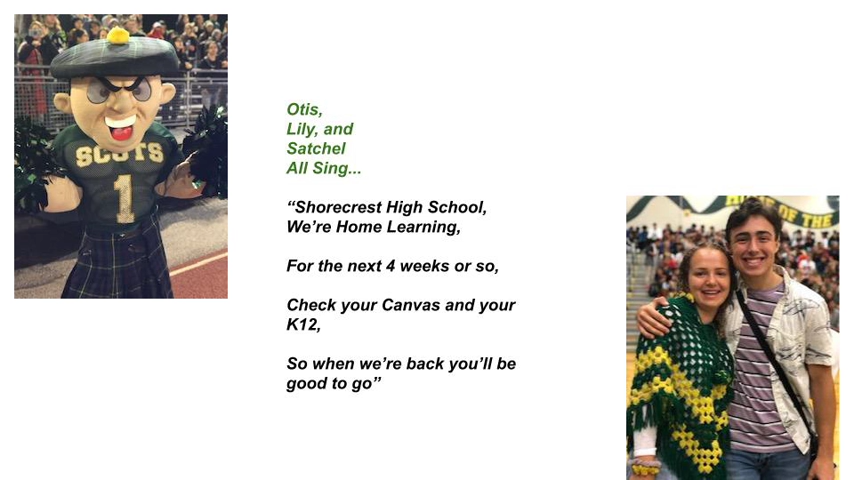 SCOTS
1
Otis,
Lily, and
Satchel
All Sing...
“Shorecrest High School,
We’re Home Learning,
For the next 4 weeks or so,
Check your Canvas and your
K12,
So when we’re back you’ll be
good to go”
HOME OF THE